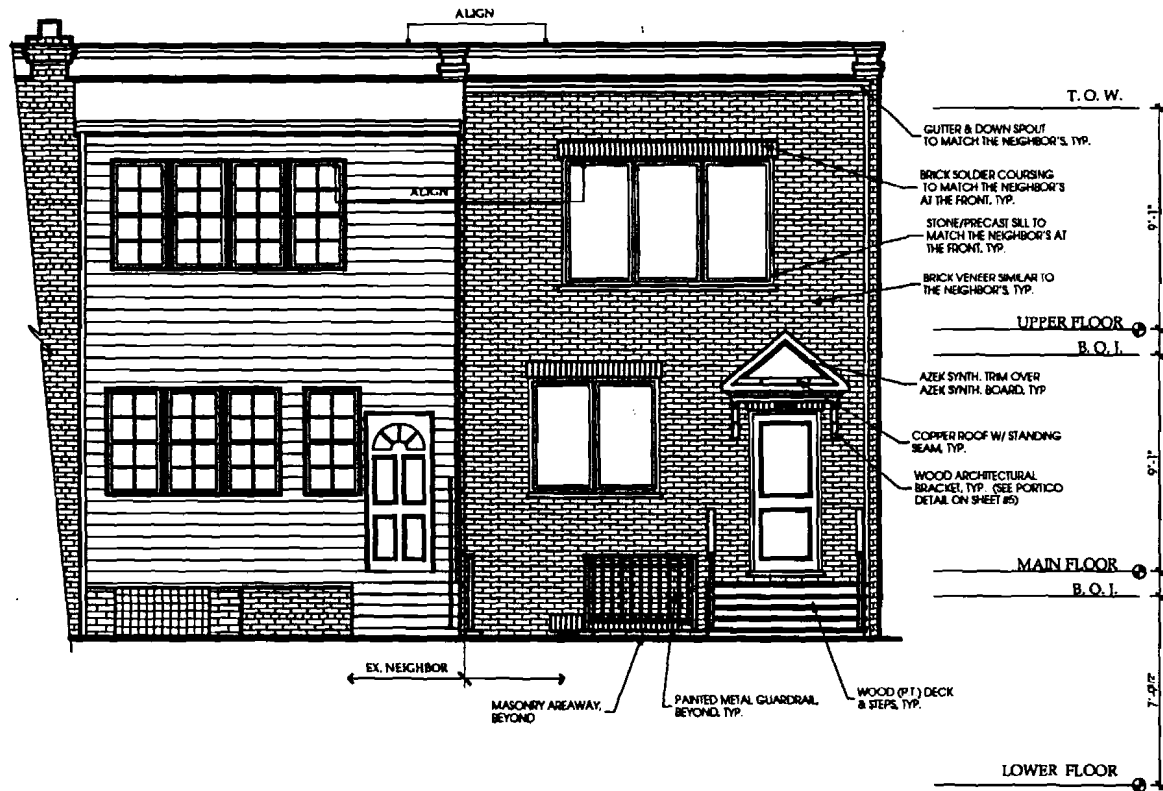 ALIGN
T. O. W.
GUTTER & DOWN SPOUT
TO MATCH THE NEIGHBOR'S, TYP.
BRICK SOLDIER COURSING
TO MATCH THE NEIGHBOR'S
AT THE FRONT, TYP.
ALIGN
9'-1"
STONE/PRECAST SILL TO
MATCH THE NEIGHBOR'S AT
THE FRONT, TYP.
BRICK VENEER SIMILAR TO
THE NEIGHBOR'S, TYP.
UPPER FLOOR
B. O. J.
AZEK SYNTH. TRIM OVER
AZEK SYNTH. BOARD, TYP
COPPER ROOF W/ STANDING
SEAM, TYP.
9'-1"
WOOD ARCHITECTURAL
BRACKET, TYP. (SEE PORTICO
DETAIL ON SHEET #5)
MAIN FLOOR
B. O. J.
EX. NEIGHBOR
MASONRY AREAWAY,
BEYOND
PAINTED METAL GUARDRAIL,
BEYOND, TYP.
WOOD (P.T.) DECK
& STEPS, TYP.
LOWER FLOOR